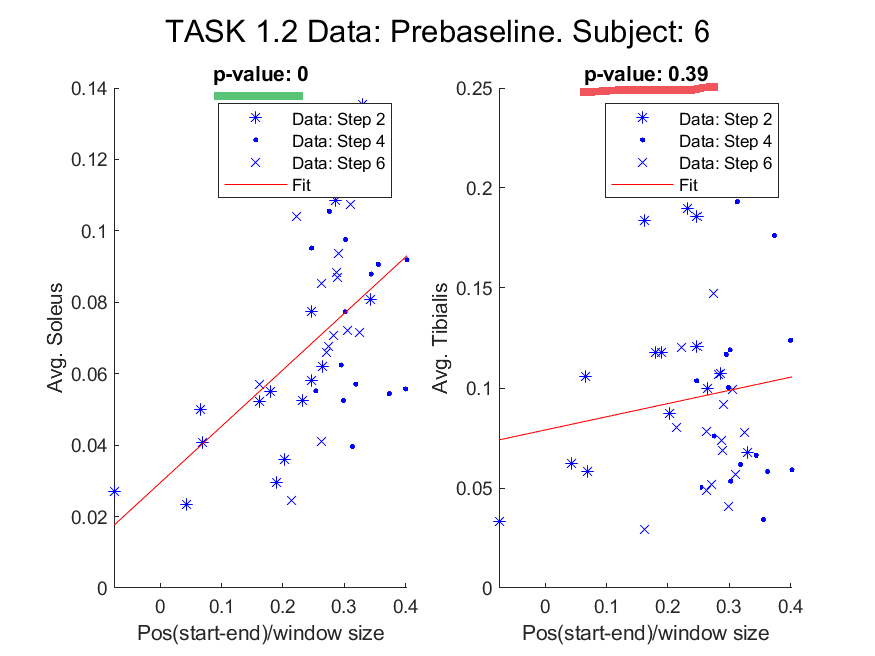 TASK 1.2 Data: Prebaseline. Subject: 6
p-value: 0
0.14
0.12
0.1
0.08
0.06
0.04
0.02
0
Avg. Soleus
Data: Step 2
Data: Step 4
Data: Step 6
Fit
0 0.1 0.2 0.3 0.4
Pos(start-end)/window size
p-value: 0.39
0.25
0.2
0.15
0.1
0.05
0
Avg. Tibialis
Data: Step 2
Data: Step 4
Data: Step 6
Fit
0 0.1 0.2 0.3 0.4
Pos(start-end)/window size